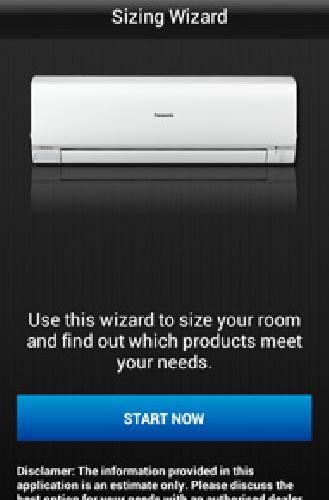 Sizing Wizard
Panasonic
Use this wizard to size your room
and find out which products meet
your needs.
START NOW
Disclamer: The information provided in this
application is an estimate only. Please discuss the
best option for your needs with an authorised dealer